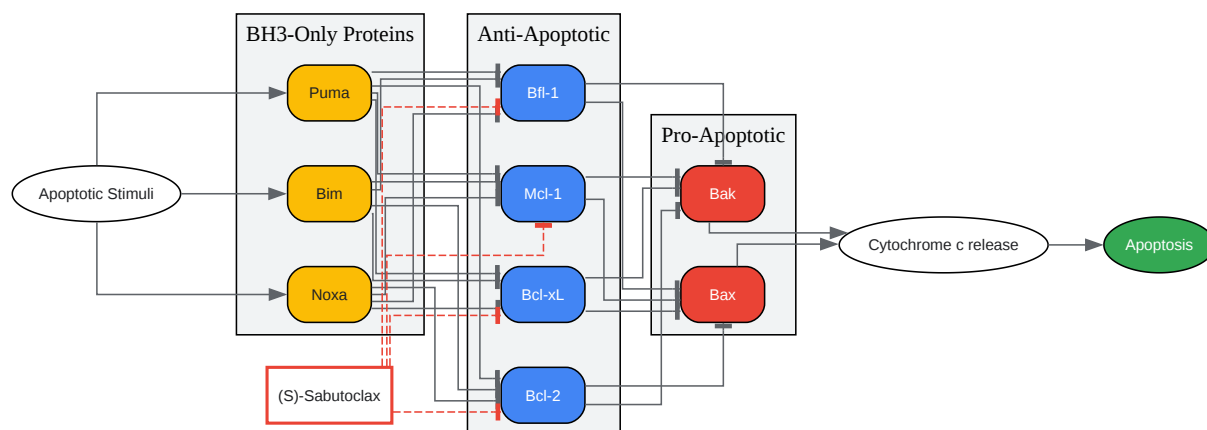 BH3-Only Proteins
Anti-Apoptotic
Pro-Apoptotic
Apoptotic Stimuli
Puma
Bim
Noxa
(S)-Sabutoclax
Bfl-1
Mcl-1
Bcl-xL
Bcl-2
Bak
Bax
Cytochrome c release
Apoptosis